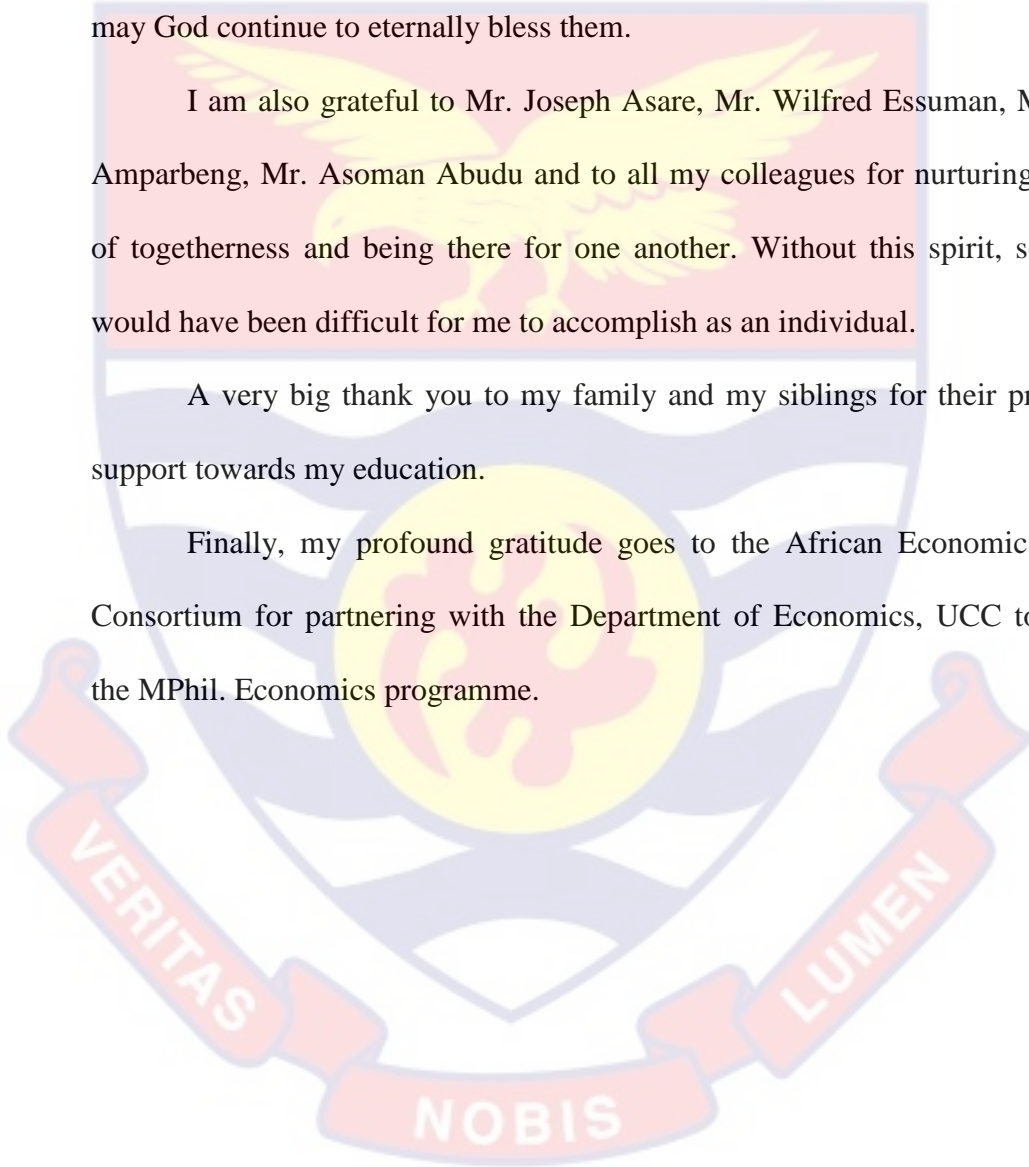 may God continue to eternally bless them.
I am also grateful to Mr. Joseph Asare, Mr. Wilfred Essuman,
Amparbeng, Mr. Asoman Abudu and to all my colleagues for nurturing
of togetherness and being there for one another. Without this spirit,
would have been difficult for me to accomplish as an individual.
A very big thank you to my family and my siblings for their
support towards my education.
Finally, my profound gratitude goes to the African Economic
Consortium for partnering with the Department of Economics, UCC
the MPhil. Economics programme.
VERITAS
NOBIS
LUMEN